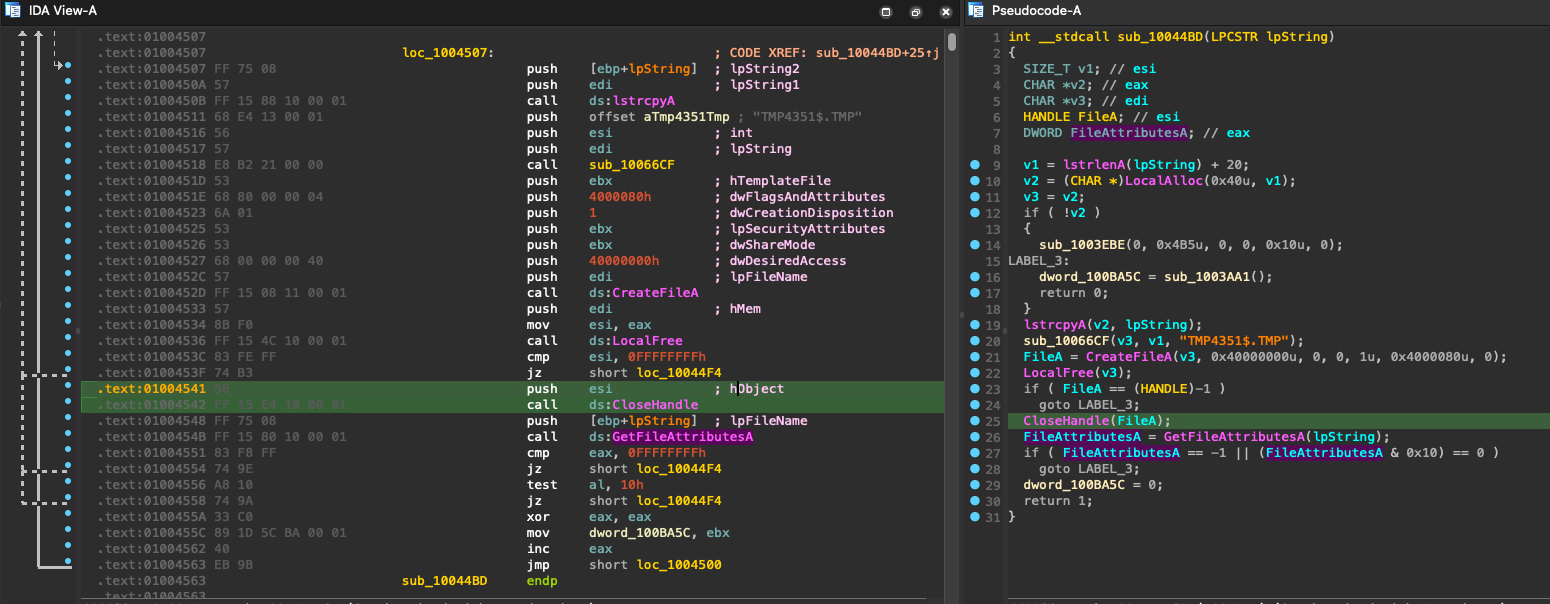 IDA View-A
.text:01004507
.text:01004507 loc_1004507: ; CODE XREF: sub_10044BD+25↑j
.text:01004507 FF 75 08 push [ebp+lpString] ; lpString2
.text:0100450A 57 push edi ; lpString1
.text:0100450B FF 15 88 10 00 01 call ds:lstrcpyA
.text:01004511 68 E4 13 00 01 push offset aTmp4351Tmp ; "TMP4351$.TMP"
.text:01004516 56 push esi ; int
.text:01004517 57 push edi ; lpString
.text:01004518 E8 B2 21 00 00 call sub_10066CF
.text:0100451D 53 push ebx ; hTemplateFile
.text:0100451E 68 80 00 00 04 push 4000080h ; dwFlagsAndAttributes
.text:01004523 6A 01 push 1 ; dwCreationDisposition
.text:01004525 53 push ebx ; lpSecurityAttributes
.text:01004526 53 push ebx ; dwShareMode
.text:01004527 68 00 00 00 40 push 40000000h ; dwDesiredAccess
.text:0100452C 57 push edi ; lpFileName
.text:0100452D FF 15 08 11 00 01 call ds:CreateFileA
.text:01004533 57 push edi ; hMem
.text:01004534 8B F0 mov esi, eax
.text:01004536 FF 15 4C 10 00 01 call ds:LocalFree
.text:0100453C 83 FE FF cmp esi, 0FFFFFFFFh
.text:0100453F 74 B3 jz short loc_10044F4
.text:01004541 56 push esi ; hObject
.text:01004542 FF 15 E4 10 00 01 call ds:CloseHandle
.text:01004548 FF 75 08 push [ebp+lpString] ; lpFileName
.text:0100454B FF 15 80 10 00 01 call ds:GetFileAttributesA
.text:01004551 83 F8 FF cmp eax, 0FFFFFFFFh
.text:01004554 74 9E jz short loc_10044F4
.text:01004556 A8 10 test al, 10h
.text:01004558 74 9A jz short loc_10044F4
.text:0100455A 33 C0 xor eax, eax
.text:0100455C 89 1D 5C BA 00 01 mov dword_100BA5C, ebx
.text:01004562 40 inc eax
.text:01004563 EB 9B jmp short loc_1004500
.text:01004563 sub_10044BD endp
.text:01004563
Pseudocode-A
1 int __stdcall sub_10044BD(LPCSTR lpString)
2 {
3 SIZE_T v1; // esi
4 CHAR *v2; // eax
5 CHAR *v3; // edi
6 HANDLE FileA; // esi
7 DWORD FileAttributesA; // eax
8
9 v1 = lstrlenA(lpString) + 20;
10 v2 = (CHAR *)LocalAlloc(0x40u, v1);
11 v3 = v2;
12 if ( !v2 )
13 {
14 sub_1003EBE(0, 0x4B5u, 0, 0, 0x10u, 0);
15 LABEL_3:
16 dword_100BA5C = sub_1003AA1();
17 return 0;
18 }
19 lstrcpyA(v2, lpString);
20 sub_10066CF(v3, v1, "TMP4351$.TMP");
21 FileA = CreateFileA(v3, 0x40000000u, 0, 0, 1u, 0x4000080u, 0);
22 LocalFree(v3);
23 if ( FileA == (HANDLE)-1 )
24 goto LABEL_3;
25 CloseHandle(FileA);
26 FileAttributesA = GetFileAttributesA(lpString);
27 if ( FileAttributesA == -1 || (FileAttributesA & 0x10) == 0 )
28 goto LABEL_3;
29 dword_100BA5C = 0;
30 return 1;
31 }